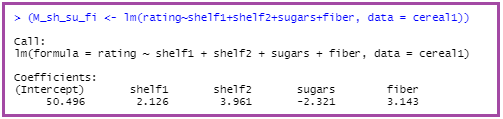 > (M_sh_su_fi <- lm(rating~shelf1+shelf2+sugars+fiber, data = cereal1))
Call:
lm(formula = rating ~ shelf1 + shelf2 + sugars + fiber, data = cereal1)
Coefficients:
(Intercept) shelf1 shelf2 sugars fiber
50.496 2.126 3.961 -2.321 3.143